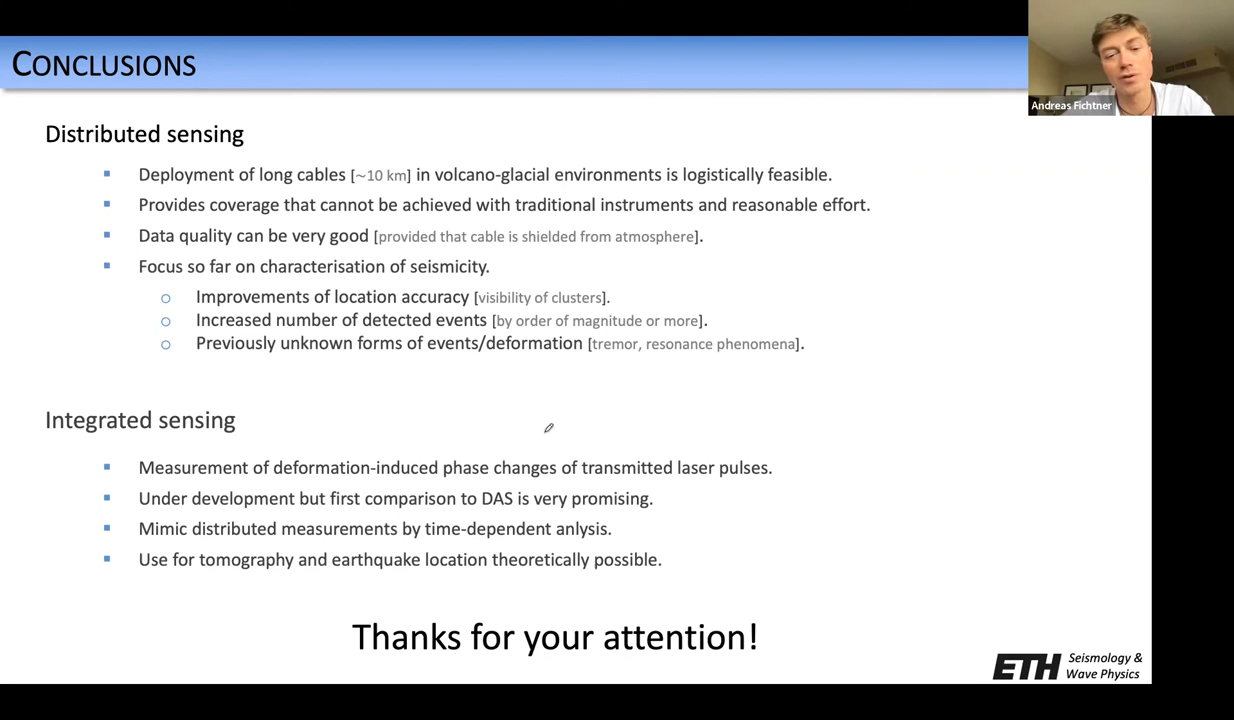 CONCLUSIONS
Andreas Fichtner
Distributed sensing
▪ Deployment of long cables [~10 km] in volcano-glacial environments is logistically feasible.
▪ Provides coverage that cannot be achieved with traditional instruments and reasonable effort.
▪ Data quality can be very good [provided that cable is shielded from atmosphere].
▪ Focus so far on characterisation of seismicity.
o Improvements of location accuracy [visibility of clusters].
o Increased number of detected events [by order of magnitude or more].
o Previously unknown forms of events/deformation [tremor, resonance phenomena].
Integrated sensing
▪ Measurement of deformation-induced phase changes of transmitted laser pulses.
▪ Under development but first comparison to DAS is very promising.
▪ Mimic distributed measurements by time-dependent anlysis.
▪ Use for tomography and earthquake location theoretically possible.
Thanks for your attention!
ETH Seismology &
Wave Physics